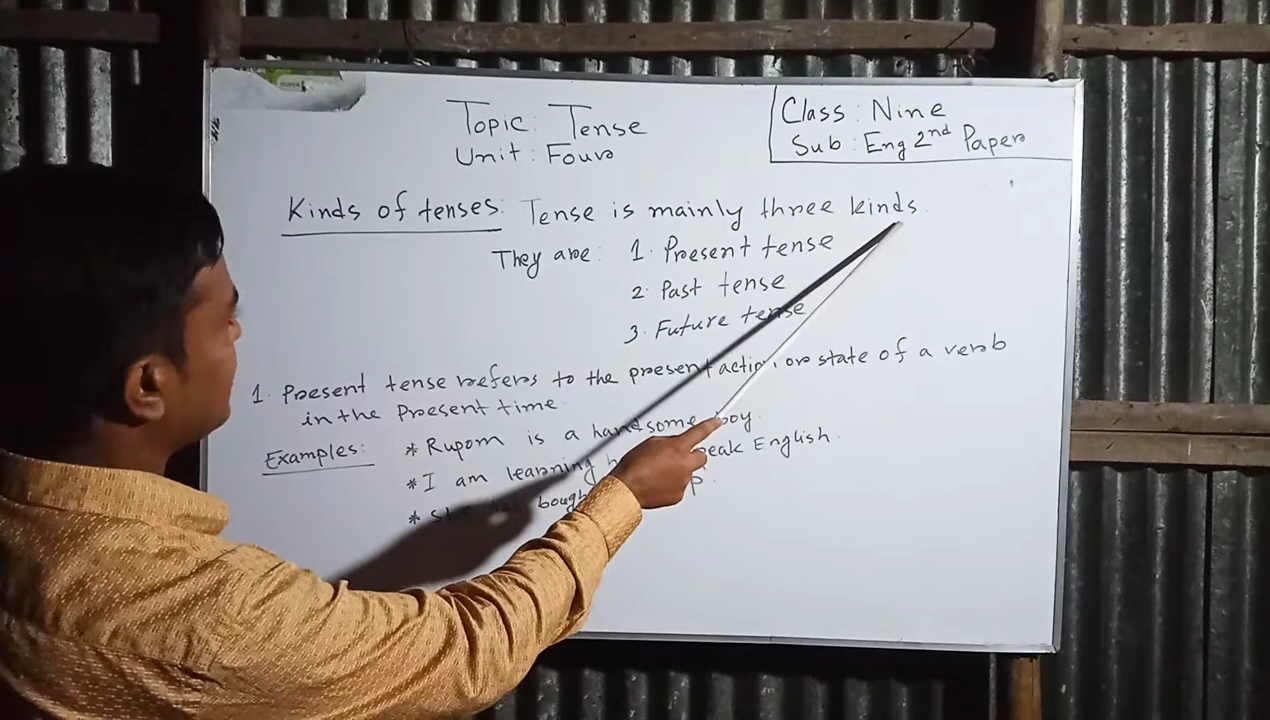 Topic: Tense
Unit: Four
Class: Nine
Sub: Eng 2nd Paper
Kinds of tenses: Tense is mainly three kinds.
They are: 1. Present tense
2. Past tense
3. Future tense
1. Present tense refers to the present action or state of a verb
in the Present time.
Examples: * Rupom is a handsome boy.
* I am learning speak English.
* bought